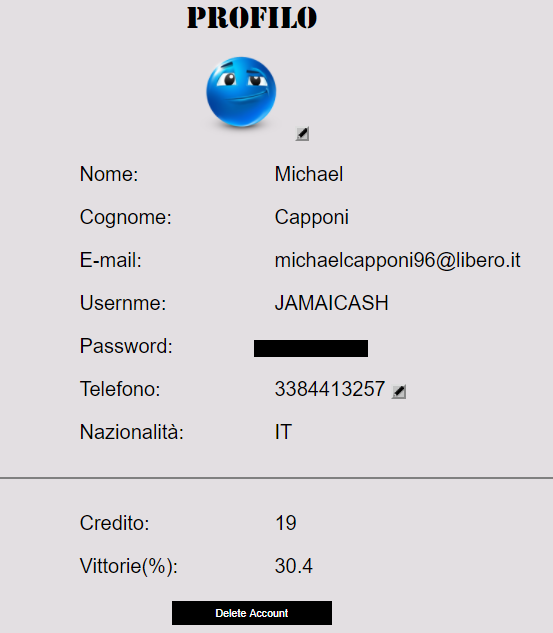 PROFILO
Nome: Michael
Cognome: Capponi
E-mail: michaelcapponi96@libero.it
Usernme: JAMAICASH
Password:
Telefono: 3384413257
Nazionalità: IT
Credito: 19
Vittorie(%): 30.4
Delete Account